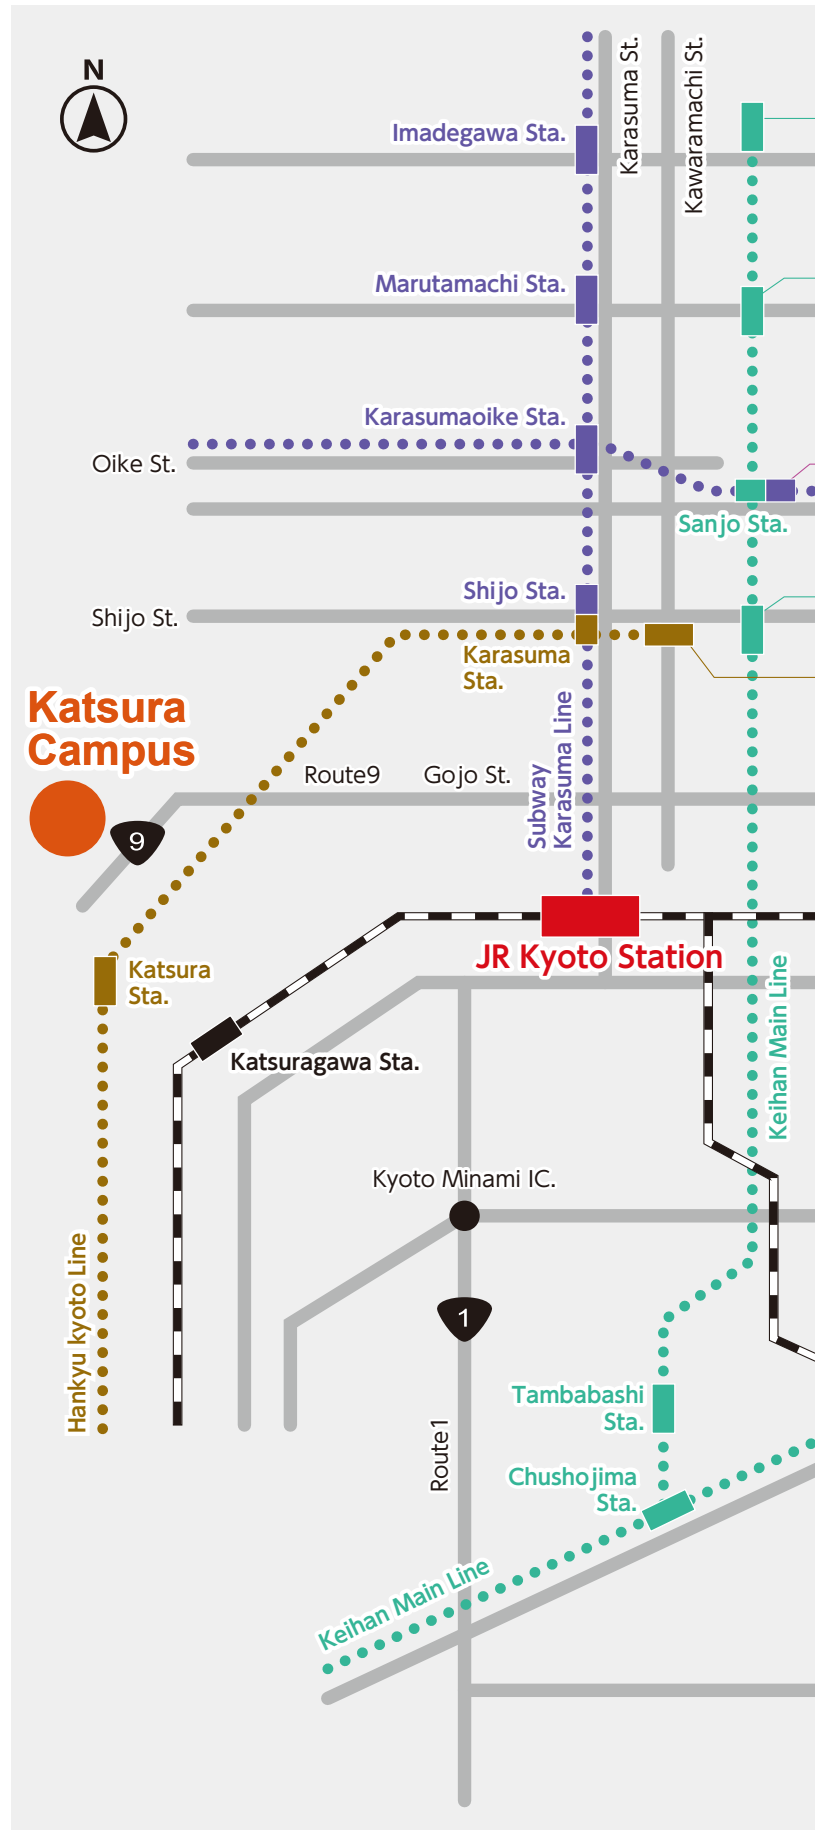 N
Karasuma St.
Kawaramachi St.
Imadegawa Sta.
Marutamachi Sta.
Karasumaoike Sta.
Oike St.
Sanjo Sta.
Shijo Sta.
Shijo St.
Karasuma
Sta.
Katsura
Campus
Subway
Karasuma Line
Route9
Gojo St.
9
JR Kyoto Station
Katsura
Sta.
Keihan Main Line
Katsuragawa Sta.
Kyoto Minami IC.
Hankyu kyoto Line
1
Tambabashi
Sta.
Route1
Chushojima
Sta.
Keihan Main Line